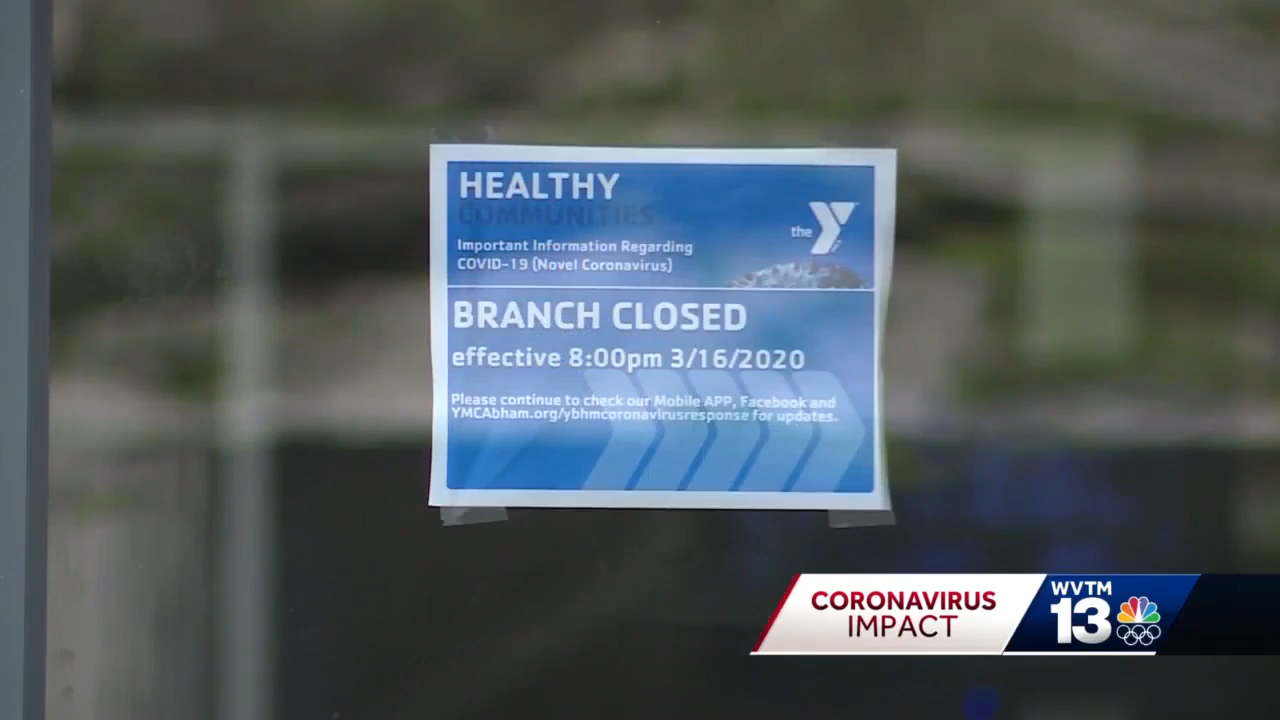 HEALTHY
COMMUNITIES
the Y
Important Information Regarding
COVID-19 (Novel Coronavirus)
BRANCH CLOSED
effective 8:00pm 3/16/2020
Please continue to check our Mobile APP, Facebook and
YMCAbham.org/ybhmcoronavirusresponse for updates.
CORONAVIRUS
IMPACT
WVTM
13